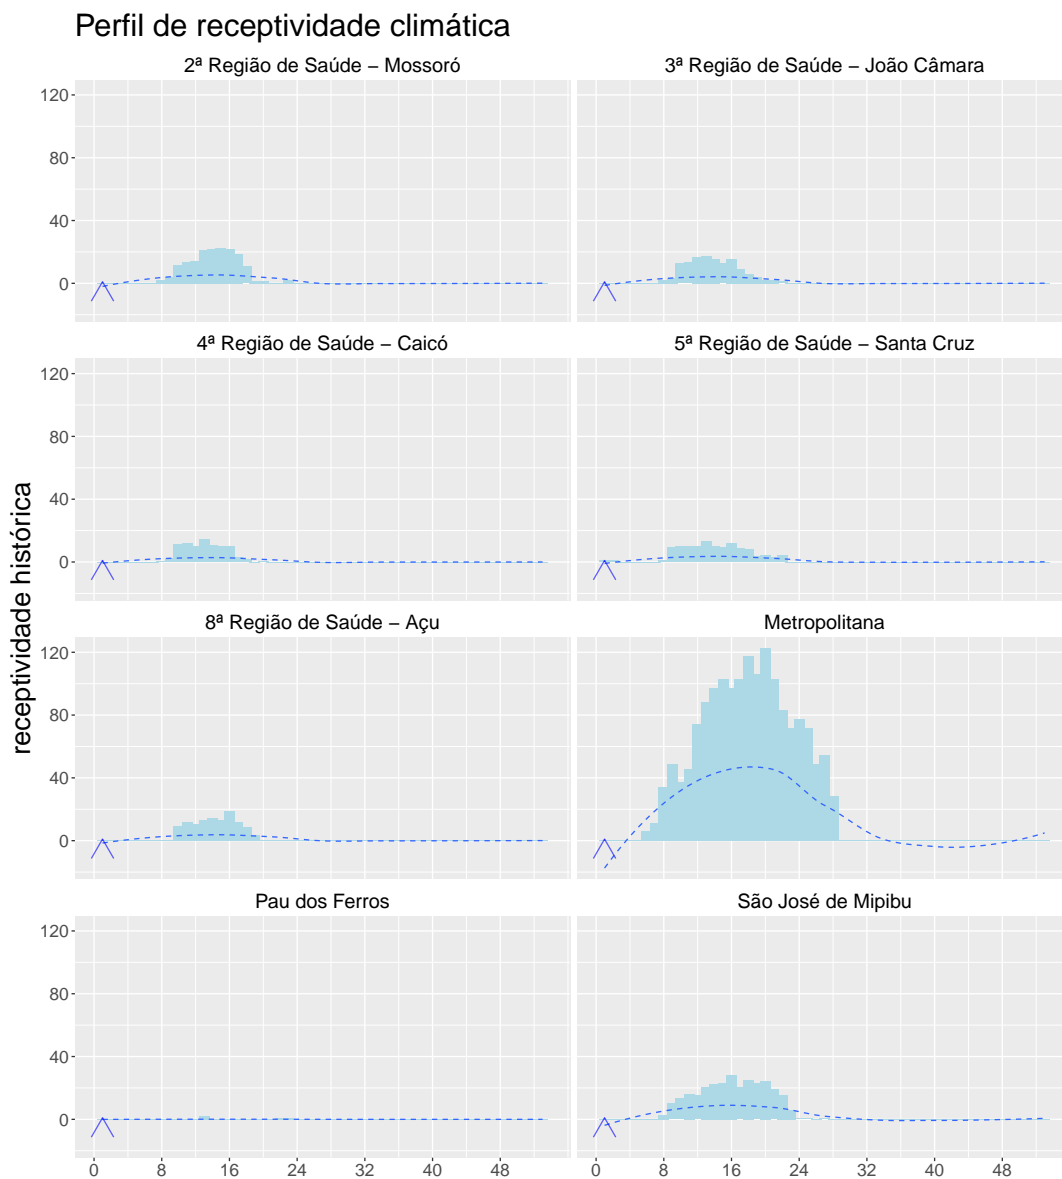 Perfil de receptividade climática
2ª Região de Saúde – Mossoró
3ª Região de Saúde – João Câmara
120
80
40
0
4ª Região de Saúde – Caicó
5ª Região de Saúde – Santa Cruz
120
80
40
0
receptividade histórica
8ª Região de Saúde – Açu
Metropolitana
120
80
40
0
Pau dos Ferros
São José de Mipibu
120
80
40
0
0 8 16 24 32 40 48
0 8 16 24 32 40 48